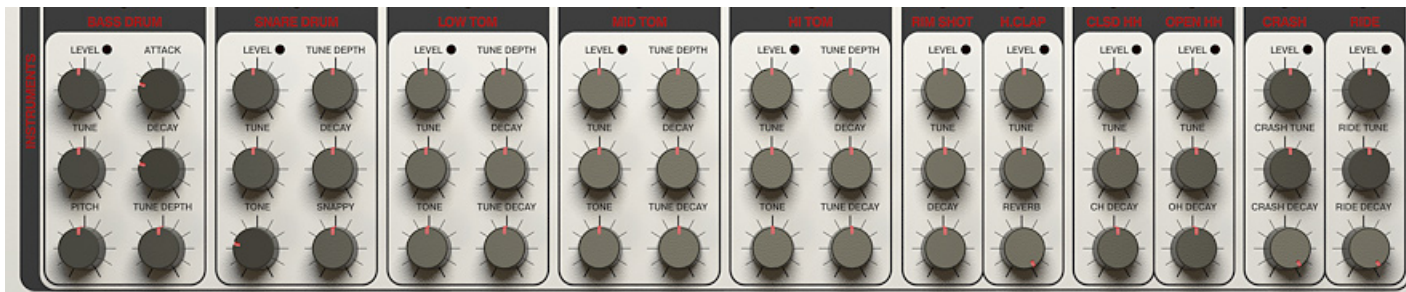 BASS DRUM SNARE DRUM LOW TOM MID TOM HI TOM RIM SHOT H.CLAP CLSD HH OPEN HH CRASH RIDE
INSTRUMENTS
LEVEL ATTACK LEVEL TUNE DEPTH LEVEL TUNE DEPTH LEVEL TUNE DEPTH LEVEL TUNE DEPTH LEVEL LEVEL LEVEL LEVEL LEVEL LEVEL
TUNE DECAY TUNE DECAY TUNE DECAY TUNE DECAY TUNE DECAY TUNE TUNE TUNE TUNE CRASH TUNE RIDE TUNE
PITCH TUNE DEPTH TONE SNAPPY TONE TUNE DECAY TONE TUNE DECAY TONE TUNE DECAY DECAY REVERB CH DECAY OH DECAY CRASH DECAY RIDE DECAY